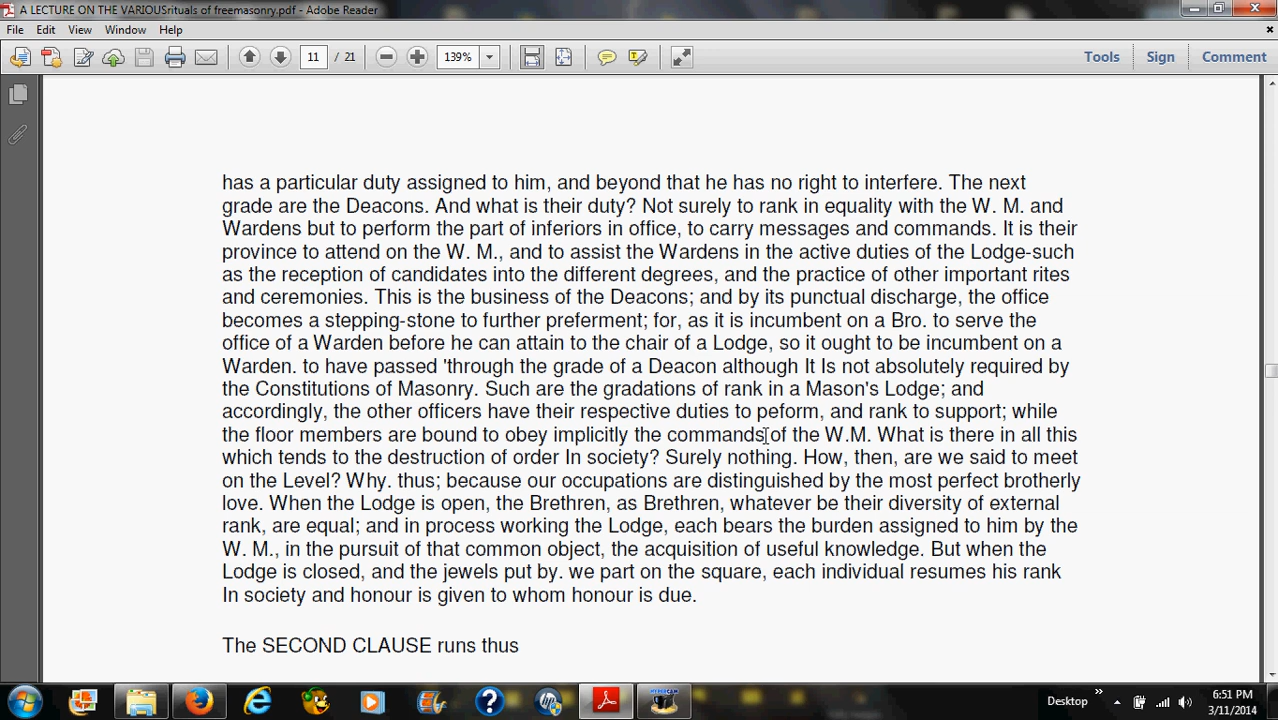 A LECTURE ON THE VARIOUSrituals of freemasonry.pdf - Adobe Reader
File Edit View Window Help
11 / 21 139% Tools Sign Comment
has a particular duty assigned to him, and beyond that he has no right to interfere. The next
grade are the Deacons. And what is their duty? Not surely to rank in equality with the W. M. and
Wardens but to perform the part of inferiors in office, to carry messages and commands. It is their
province to attend on the W. M., and to assist the Wardens in the active duties of the Lodge-such
as the reception of candidates into the different degrees, and the practice of other important rites
and ceremonies. This is the business of the Deacons; and by its punctual discharge, the office
becomes a stepping-stone to further preferment; for, as it is incumbent on a Bro. to serve the
office of a Warden before he can attain to the chair of a Lodge, so it ought to be incumbent on a
Warden. to have passed 'through the grade of a Deacon although It Is not absolutely required by
the Constitutions of Masonry. Such are the gradations of rank in a Mason's Lodge; and
accordingly, the other officers have their respective duties to peform, and rank to support; while
the floor members are bound to obey implicitly the commands of the W.M. What is there in all this
which tends to the destruction of order In society? Surely nothing. How, then, are we said to meet
on the Level? Why. thus; because our occupations are distinguished by the most perfect brotherly
love. When the Lodge is open, the Brethren, as Brethren, whatever be their diversity of external
rank, are equal; and in process working the Lodge, each bears the burden assigned to him by the
W. M., in the pursuit of that common object, the acquisition of useful knowledge. But when the
Lodge is closed, and the jewels put by. we part on the square, each individual resumes his rank
In society and honour is given to whom honour is due.
The SECOND CLAUSE runs thus
Desktop
6:51 PM
3/11/2014